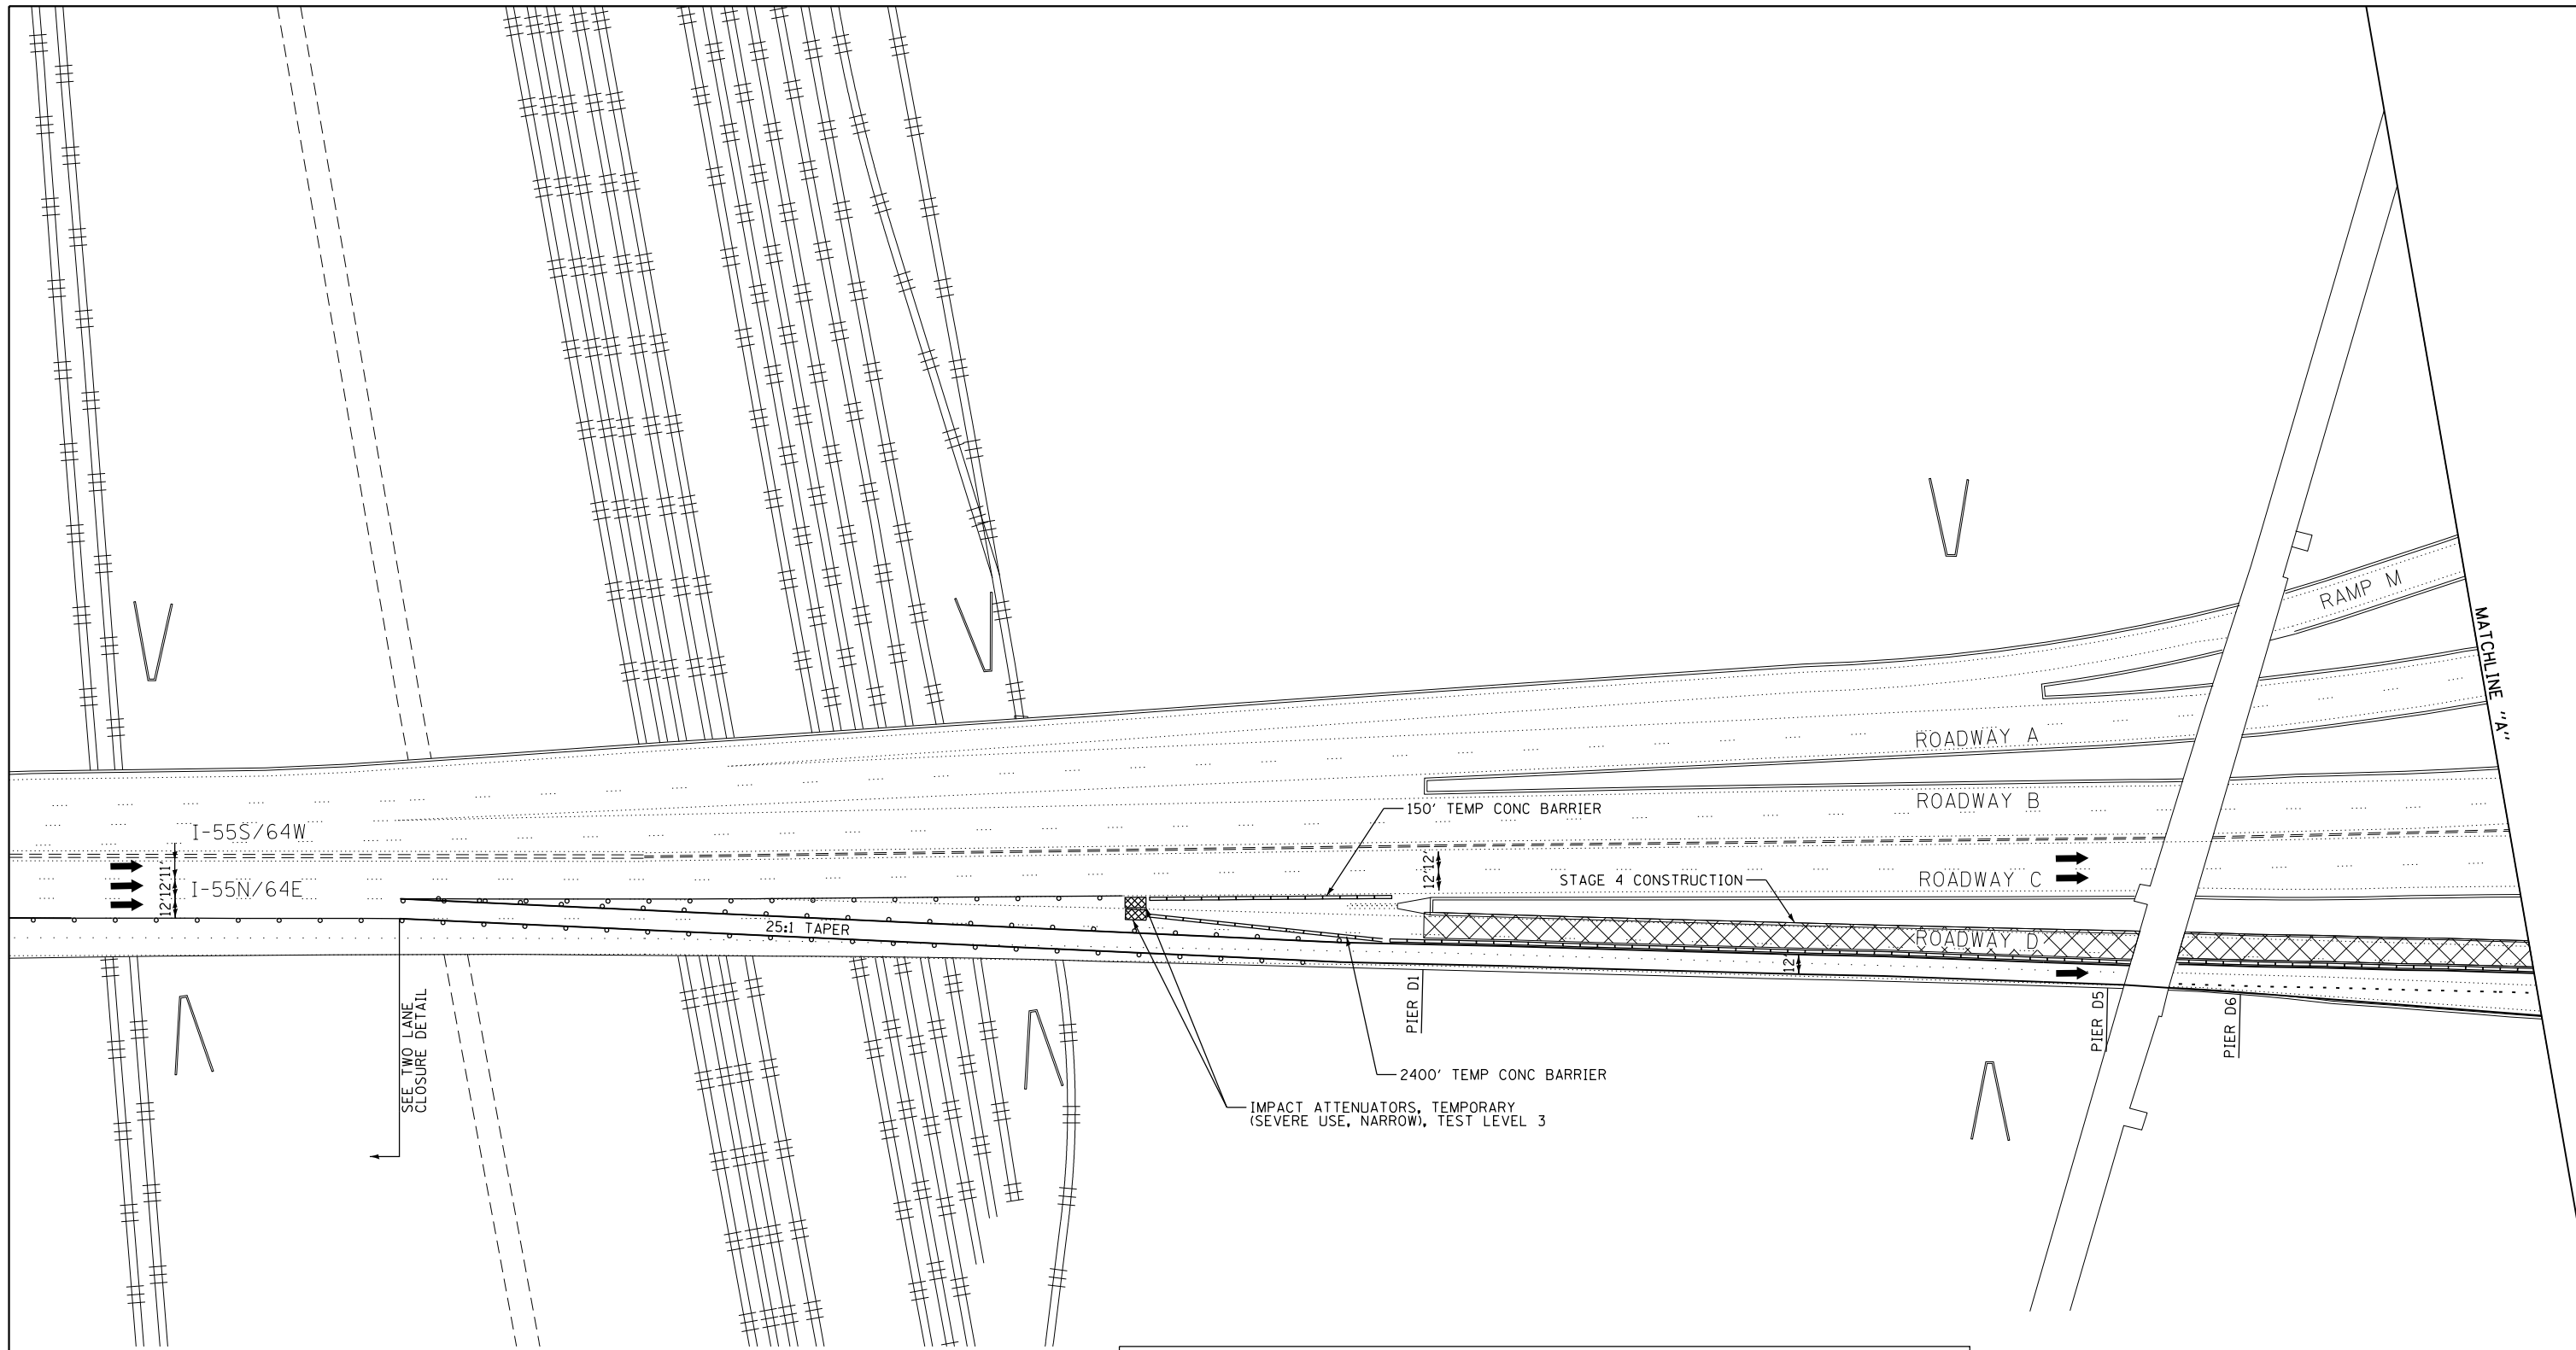 RAMP M
MATCHLINE "A"
ROADWAY A
ROADWAY B
150' TEMP CONC BARRIER
I-55S/64W
12'12'11'
I-55N/64E
12'12'
STAGE 4 CONSTRUCTION
ROADWAY C
25:1 TAPER
ROADWAY D
12'
SEE TWO LANE
CLOSURE DETAIL
PIER D1
PIER D5
PIER D6
2400' TEMP CONC BARRIER
IMPACT ATTENUATORS, TEMPORARY
(SEVERE USE, NARROW), TEST LEVEL 3